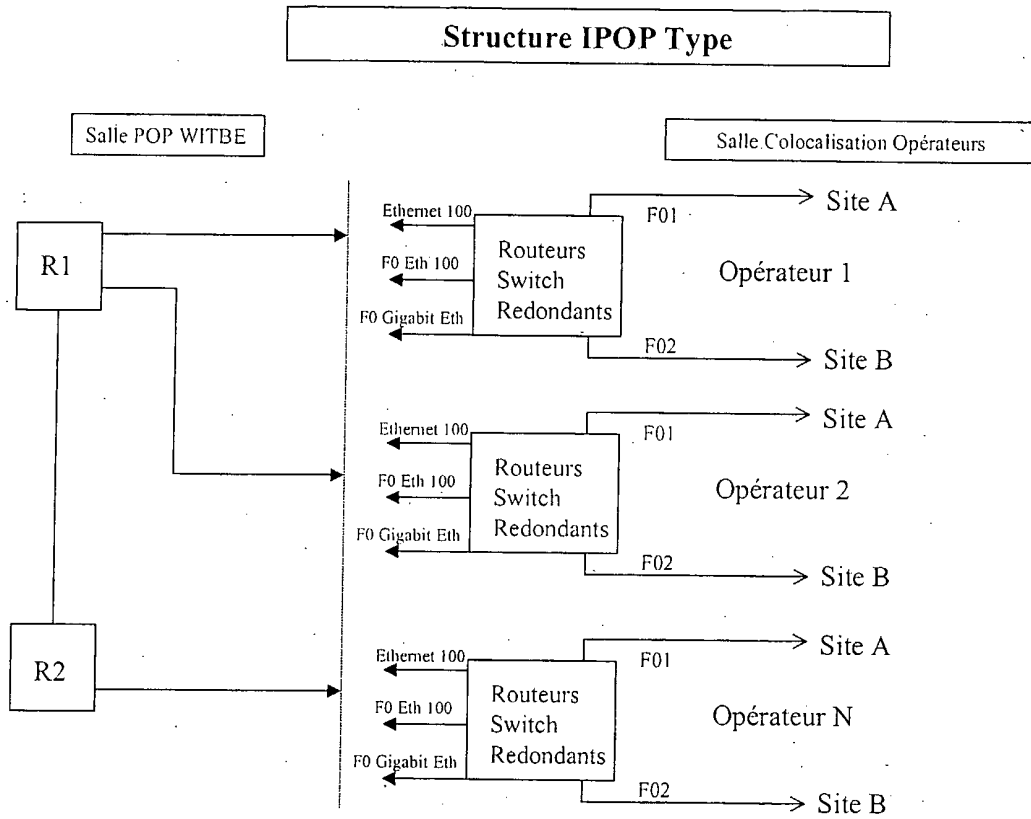 Structure IPOP Type
Salle POP WITBE
Salle Colocalisation Opérateurs
R1
R2
Ethernet 100
F0 Eth 100
F0 Gigabit Eth
Routeurs
Switch
Redondants
F01
Site A
Opérateur 1
F02
Site B
Ethernet 100
F0 Eth 100
F0 Gigabit Eth
Routeurs
Switch
Redondants
F01
Site A
Opérateur 2
F02
Site B
Ethernet 100
F0 Eth 100
F0 Gigabit Eth
Routeurs
Switch
Redondants
F01
Site A
Opérateur N
F02
Site B